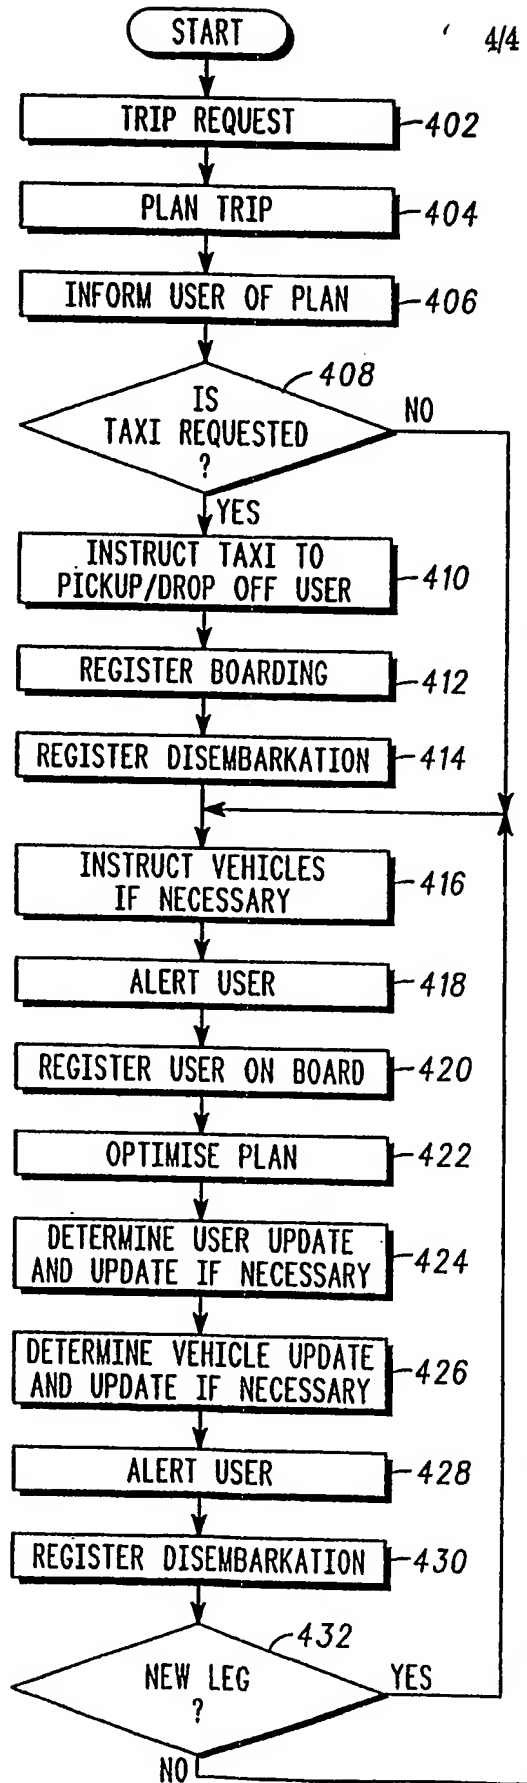 START
4/4
TRIP REQUEST
402
PLAN TRIP
404
INFORM USER OF PLAN
406
408
IS
TAXI REQUESTED
?
NO
YES
INSTRUCT TAXI TO
PICKUP/DROP OFF USER
410
REGISTER BOARDING
412
REGISTER DISEMBARKATION
414
INSTRUCT VEHICLES
IF NECESSARY
416
ALERT USER
418
REGISTER USER ON BOARD
420
OPTIMISE PLAN
422
DETERMINE USER UPDATE
AND UPDATE IF NECESSARY
424
DETERMINE VEHICLE UPDATE
AND UPDATE IF NECESSARY
426
ALERT USER
428
REGISTER DISEMBARKATION
430
432
NEW LEG
?
YES
NO